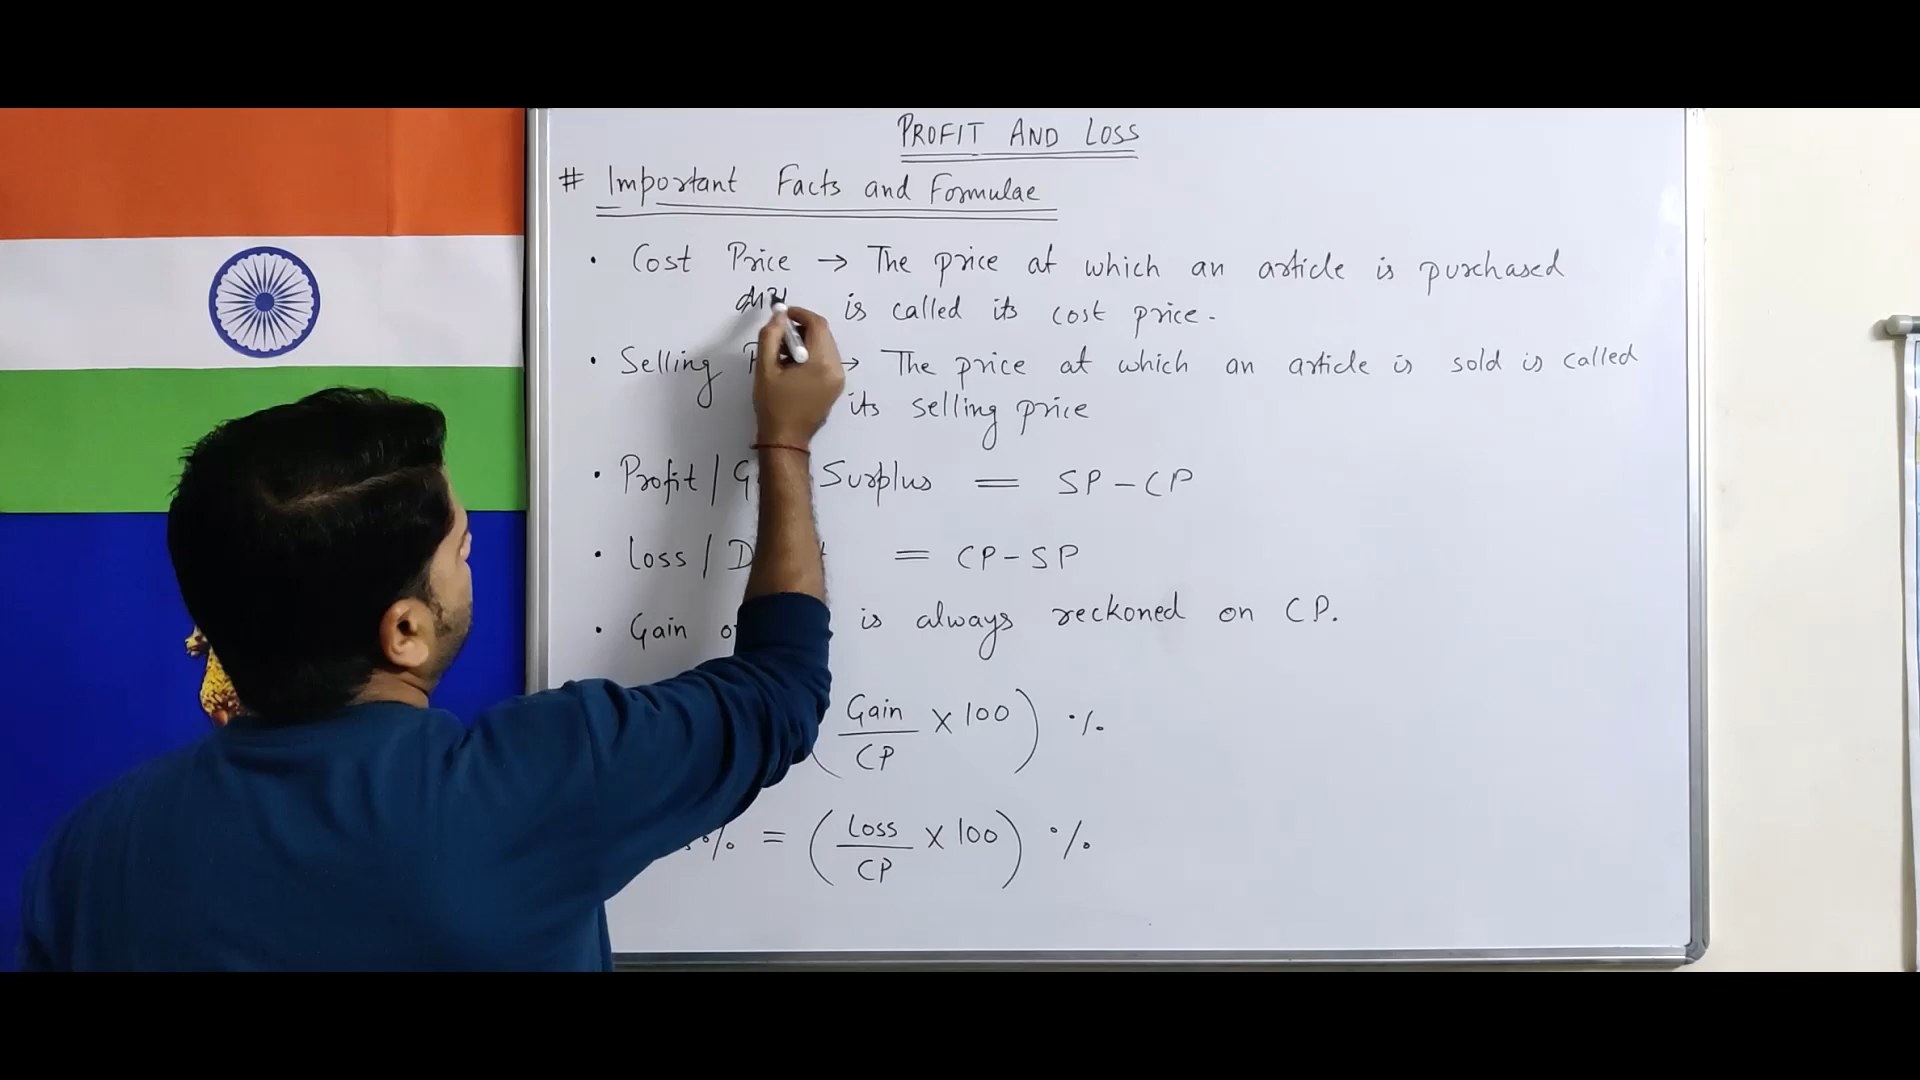 PROFIT AND LOSS
# Important Facts and Formulae
• Cost Price → The price at which an article is purchased
is called its cost price.
• Selling → The price at which an article is sold is called
its selling price
• Profit / Surplus = SP - CP
• Loss / = CP - SP
• Gain is always reckoned on CP.
(Gain/CP × 100) %
% = (Loss/CP × 100) %